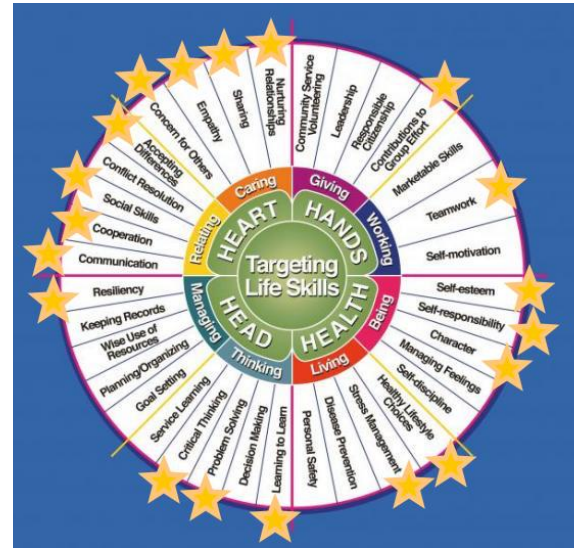 Targeting
Life Skills
HEART
HANDS
HEALTH
HEAD
Caring
Giving
Working
Being
Living
Thinking
Managing
Relating
Nurturing
Relationships
Sharing
Empathy
Concern for Others
Accepting
Differences
Conflict Resolution
Social Skills
Cooperation
Communication
Community Service
Volunteering
Leadership
Responsible
Citizenship
Contributions to
Group Effort
Marketable Skills
Teamwork
Self-motivation
Self-esteem
Self-responsibility
Character
Managing Feelings
Self-discipline
Healthy Lifestyle
Choices
Stress Management
Disease Prevention
Personal Safety
Learning to Learn
Decision Making
Problem Solving
Critical Thinking
Service Learning
Goal Setting
Planning/Organizing
Wise Use of
Resources
Keeping Records
Resiliency